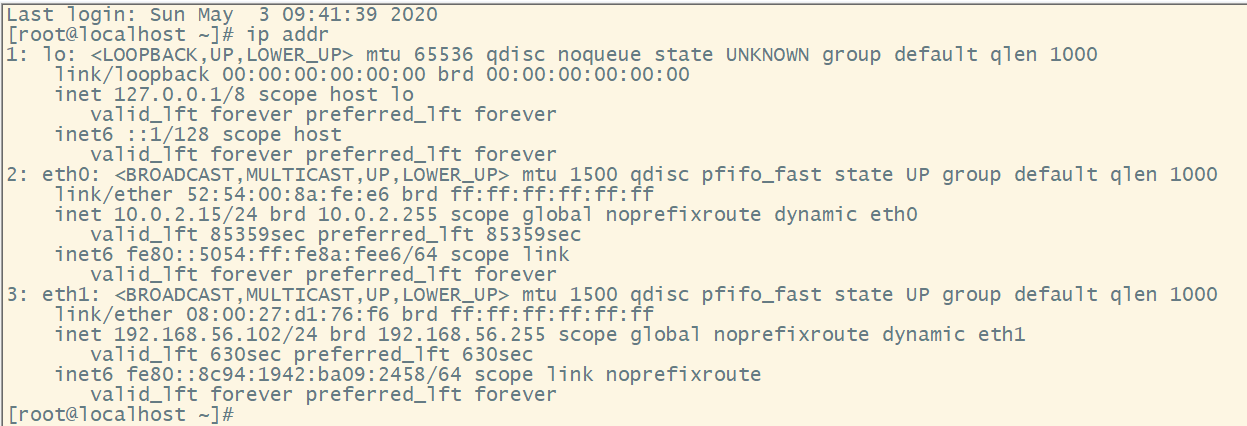 Last login: Sun May  3 09:41:39 2020
[root@localhost ~]# ip addr
1: lo: <LOOPBACK,UP,LOWER_UP> mtu 65536 qdisc noqueue state UNKNOWN group default qlen 1000
    link/loopback 00:00:00:00:00:00 brd 00:00:00:00:00:00
    inet 127.0.0.1/8 scope host lo
       valid_lft forever preferred_lft forever
    inet6 ::1/128 scope host
       valid_lft forever preferred_lft forever
2: eth0: <BROADCAST,MULTICAST,UP,LOWER_UP> mtu 1500 qdisc pfifo_fast state UP group default qlen 1000
    link/ether 52:54:00:8a:fe:e6 brd ff:ff:ff:ff:ff:ff
    inet 10.0.2.15/24 brd 10.0.2.255 scope global noprefixroute dynamic eth0
       valid_lft 85359sec preferred_lft 85359sec
    inet6 fe80::5054:ff:fe8a:fee6/64 scope link
       valid_lft forever preferred_lft forever
3: eth1: <BROADCAST,MULTICAST,UP,LOWER_UP> mtu 1500 qdisc pfifo_fast state UP group default qlen 1000
    link/ether 08:00:27:d1:76:f6 brd ff:ff:ff:ff:ff:ff
    inet 192.168.56.102/24 brd 192.168.56.255 scope global noprefixroute dynamic eth1
       valid_lft 630sec preferred_lft 630sec
    inet6 fe80::8c94:1942:ba09:2458/64 scope link noprefixroute
       valid_lft forever preferred_lft forever
[root@localhost ~]#